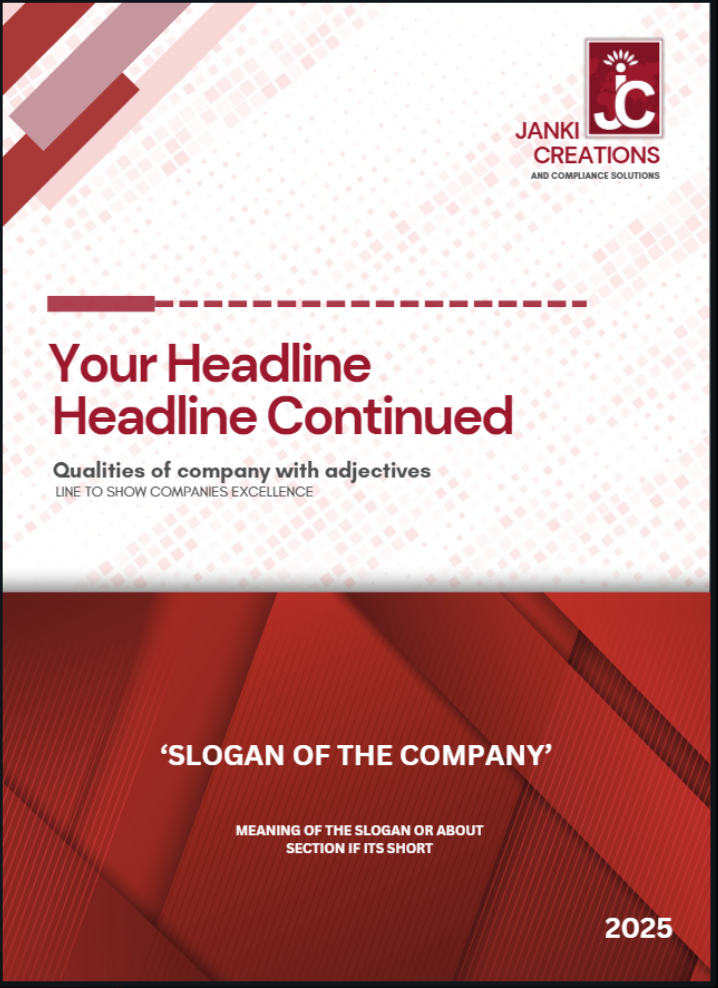 JC
JANKI
CREATIONS
AND COMPLIANCE SOLUTIONS
Your Headline
Headline Continued
Qualities of company with adjectives
LINE TO SHOW COMPANIES EXCELLENCE
‘SLOGAN OF THE COMPANY’
MEANING OF THE SLOGAN OR ABOUT
SECTION IF ITS SHORT
2025